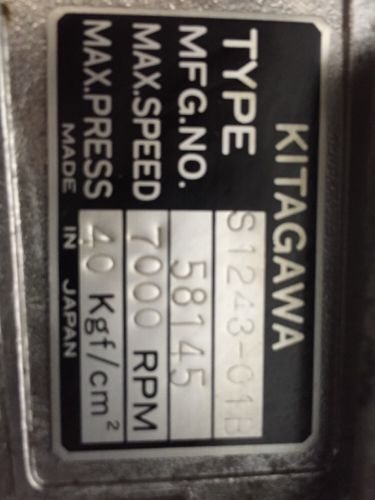 KITAGAWA
TYPE S1243-01B
MFG.NO. 58145
MAX.SPEED 7000 RPM
MAX.PRESS 40 Kgf/cm²
MADE IN JAPAN